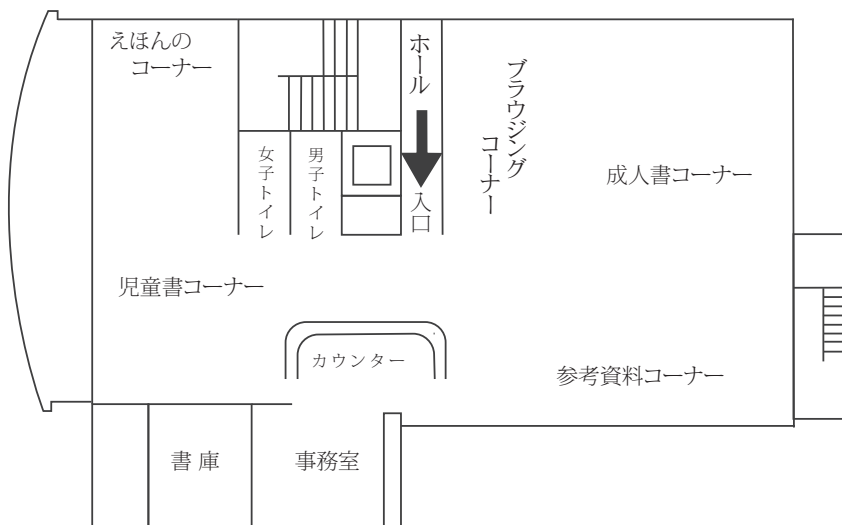 えほんの
コーナー
ホール
ブラウジング
コーナー
成人書コーナー
女子トイレ
男子トイレ
入口
児童書コーナー
カウンター
参考資料コーナー
書庫
事務室